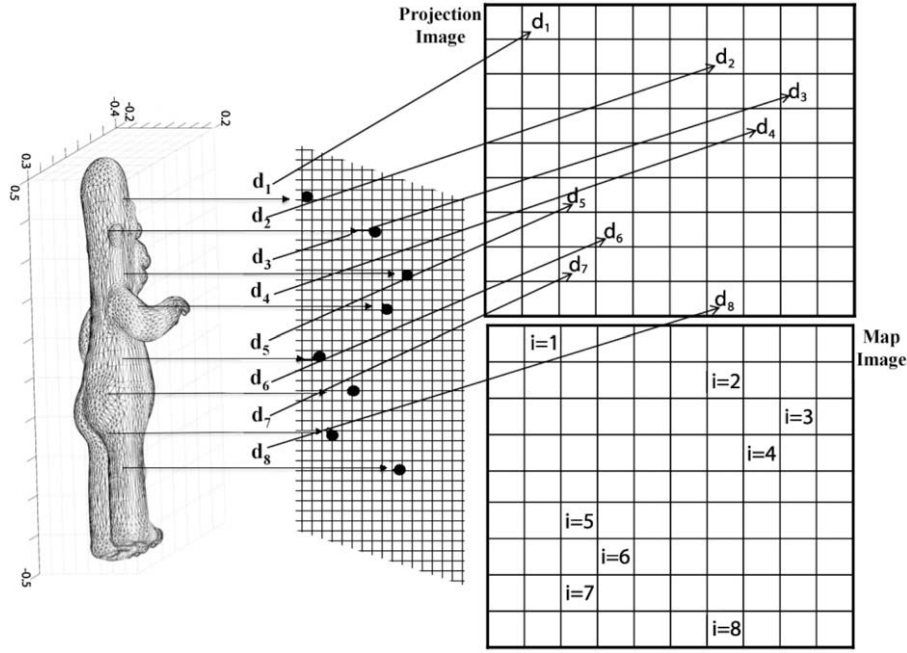 Projection
Image
d1
d2
d3
d4
d5
d6
d7
d8
-0.2
-0.4
0.2
0.3
0.5
-0.5
d1
d2
d3
d4
d5
d6
d7
d8
Map
Image
i=1
i=2
i=3
i=4
i=5
i=6
i=7
i=8